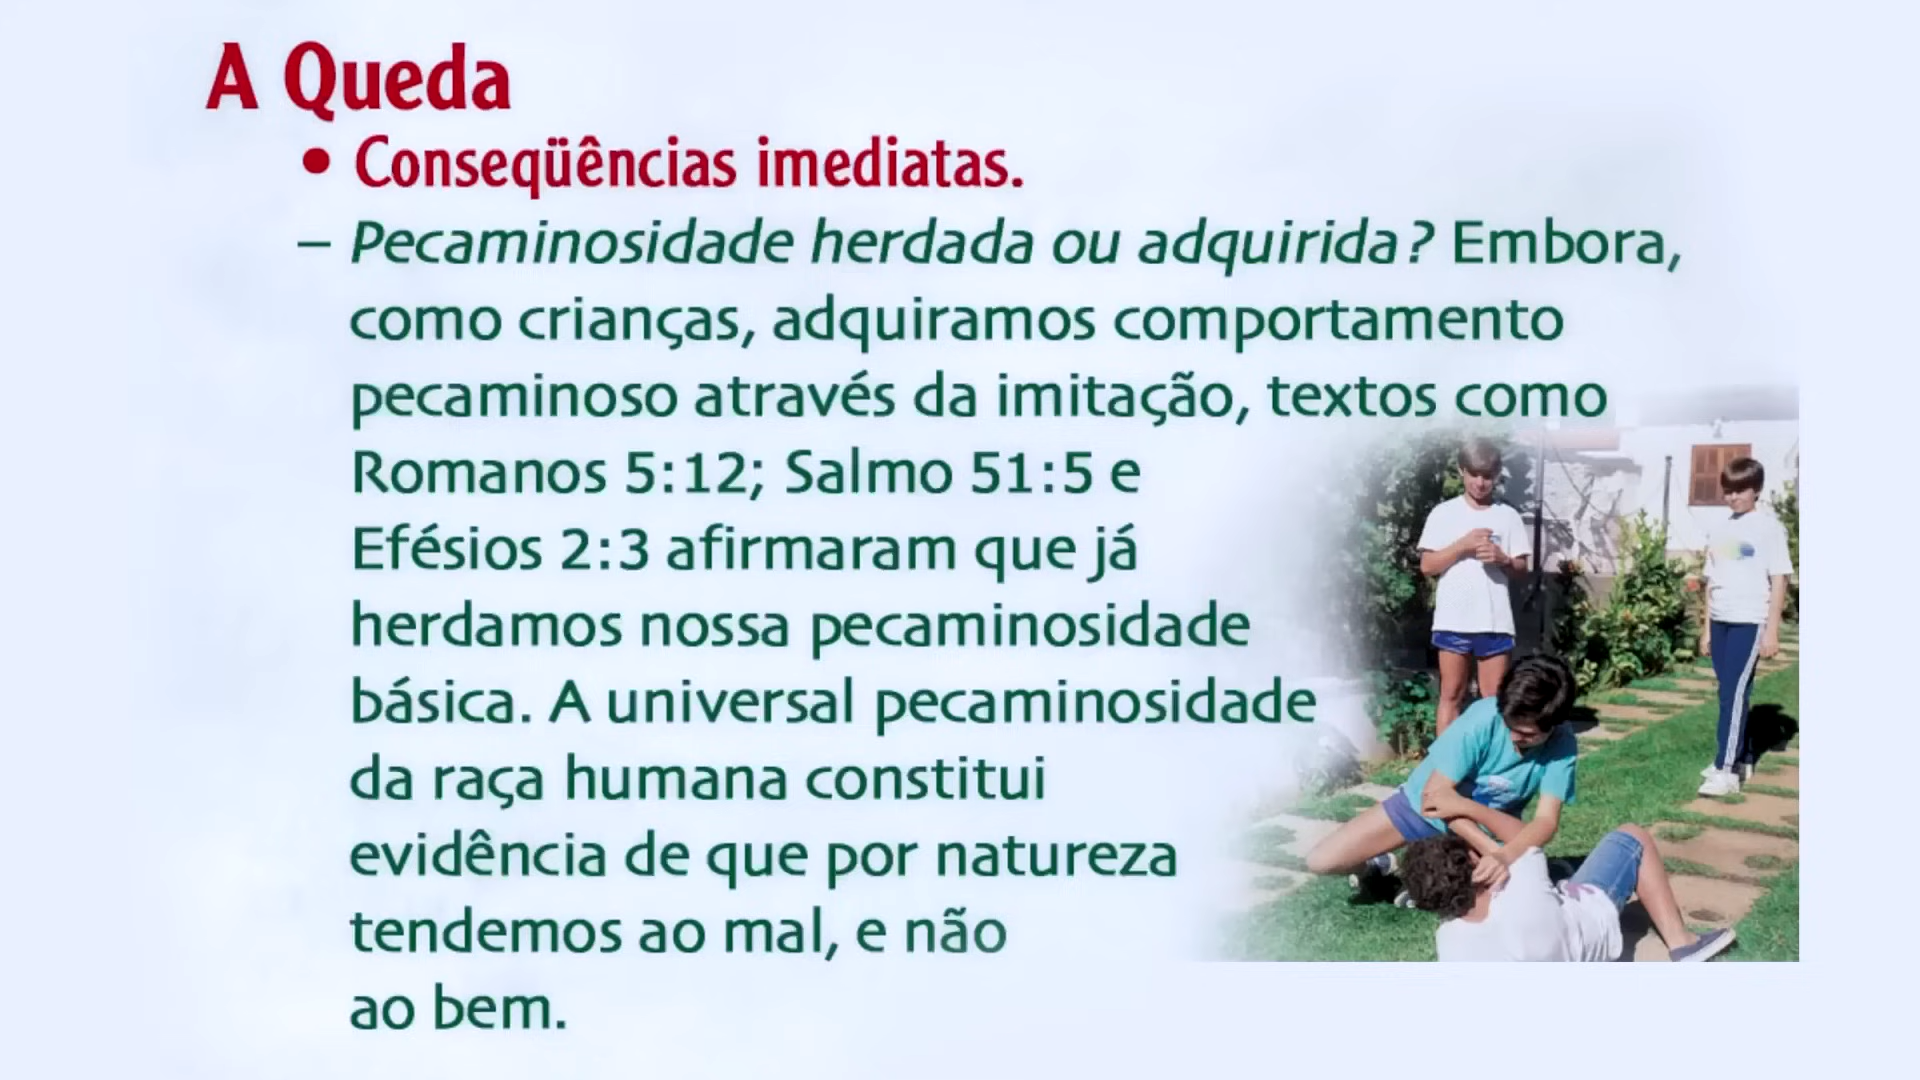 A Queda
• Conseqüências imediatas.
– Pecaminosidade herdada ou adquirida? Embora,
como crianças, adquiramos comportamento
pecaminoso através da imitação, textos como
Romanos 5:12; Salmo 51:5 e
Efésios 2:3 afirmaram que já
herdamos nossa pecaminosidade
básica. A universal pecaminosidade
da raça humana constitui
evidência de que por natureza
tendemos ao mal, e não
ao bem.